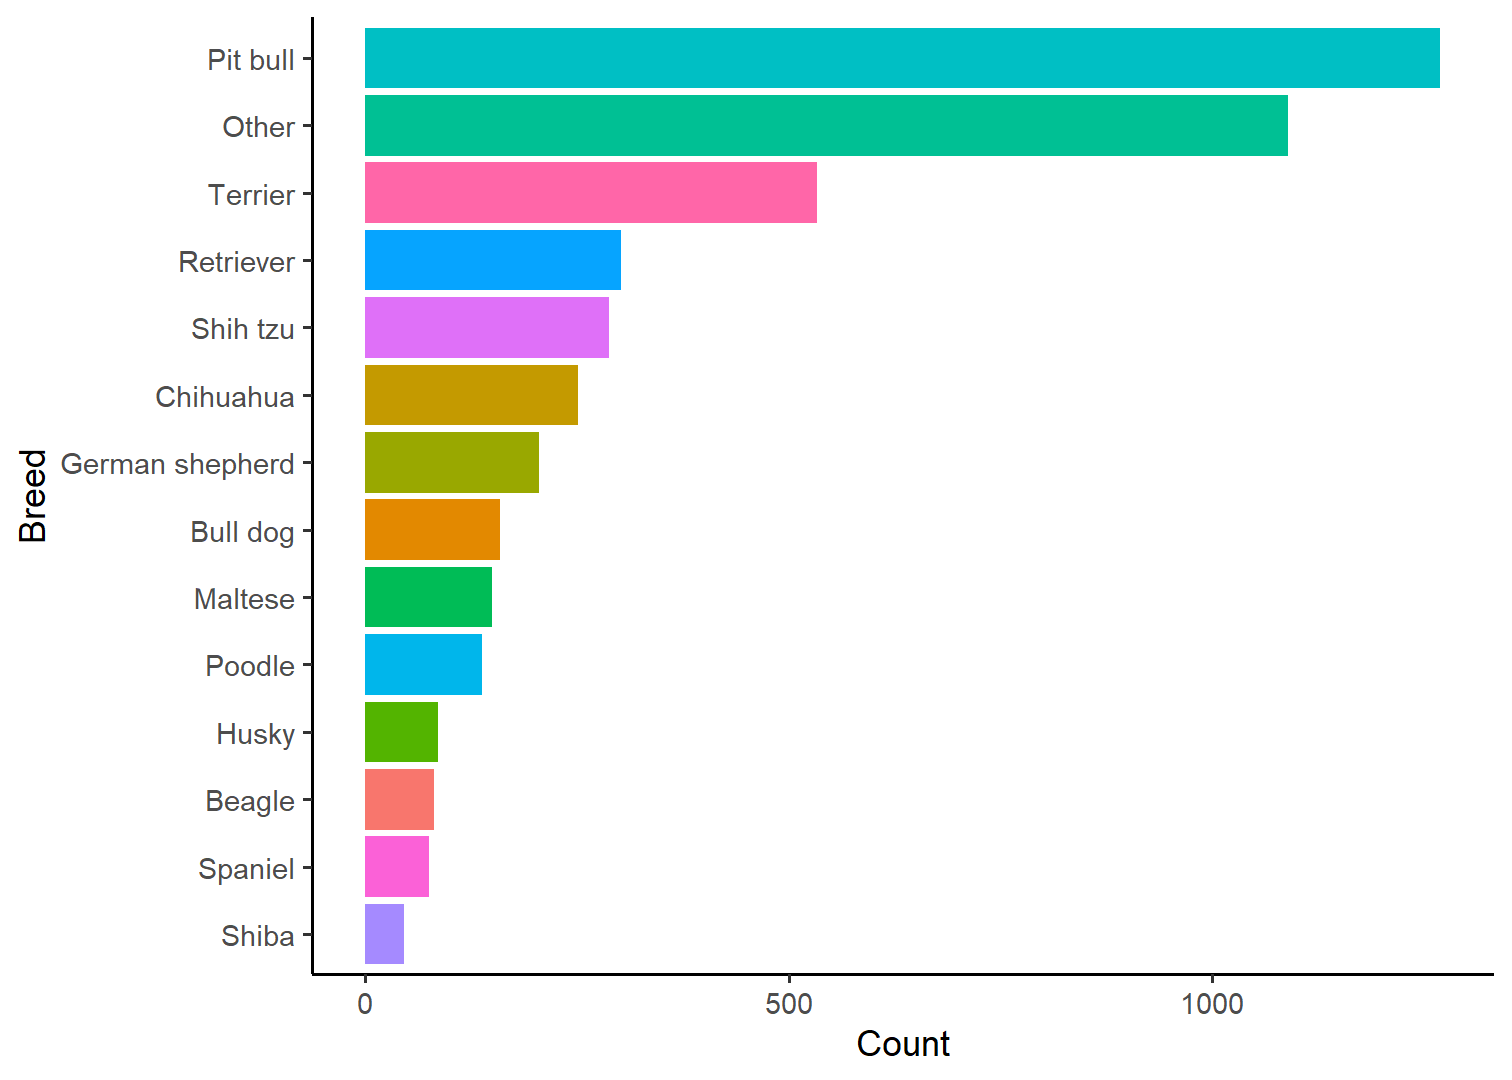 Pit bull
Other
Terrier
Retriever
Shih tzu
Chihuahua
German shepherd
Bull dog
Maltese
Poodle
Husky
Beagle
Spaniel
Shiba
Breed
0 500 1000
Count